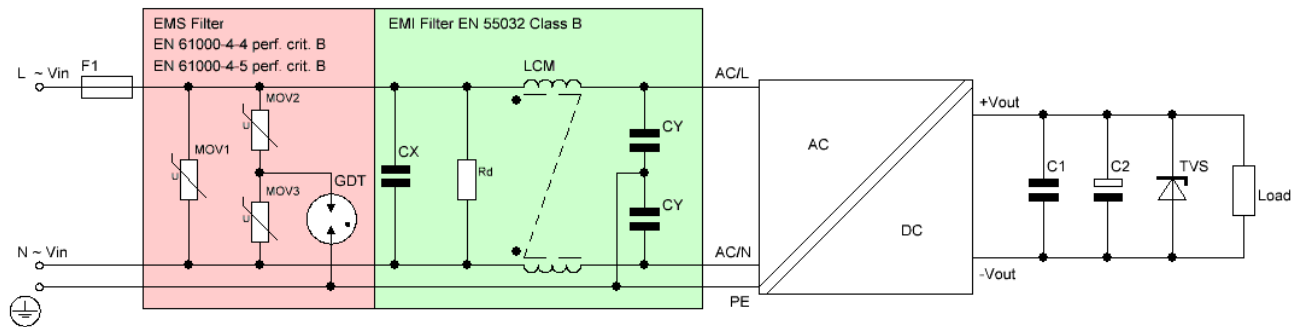 EMS Filter
EN 61000-4-4 perf. crit. B
EN 61000-4-5 perf. crit. B
EMI Filter EN 55032 Class B
L ~ Vin
F1
MOV2
U
MOV1
U
MOV3
U
GDT
CX
Rd
LCM
CY
CY
AC/L
AC
DC
+Vout
C1
C2
TVS
Load
N ~ Vin
AC/N
-Vout
PE